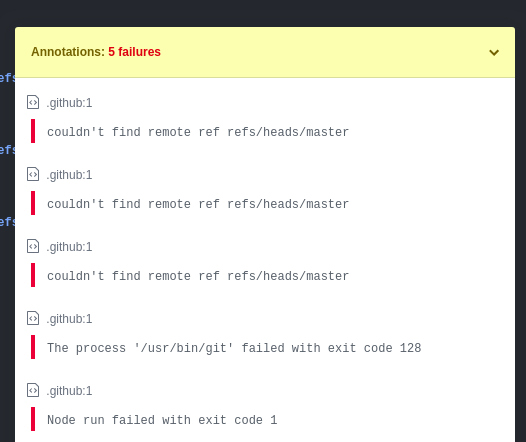 Annotations: 5 failures
.github:1
couldn't find remote ref refs/heads/master
.github:1
couldn't find remote ref refs/heads/master
.github:1
couldn't find remote ref refs/heads/master
.github:1
The process '/usr/bin/git' failed with exit code 128
.github:1
Node run failed with exit code 1